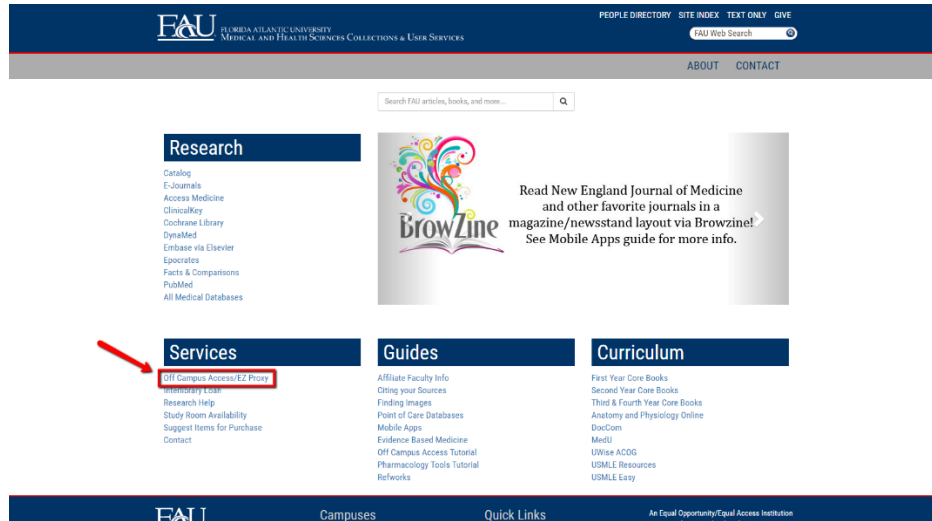 PEOPLE DIRECTORY SITE INDEX TEXT ONLY GIVE
FAU
FLORIDA ATLANTIC UNIVERSITY
MEDICAL AND HEALTH SCIENCES COLLECTIONS & USER SERVICES
FAU Web Search
ABOUT CONTACT
Search FAU articles, books, and more...
Research
Catalog
E-Journals
Access Medicine
ClinicalKey
Cochrane Library
DynaMed
Embase via Elsevier
Epocrates
Facts & Comparisons
PubMed
All Medical Databases
BrowZine
Read New England Journal of Medicine
and other favorite journals in a
magazine/newsstand layout via Browzine!
See Mobile Apps guide for more info.
Services
Off Campus Access/EZ Proxy
Interlibrary Loan
Research Help
Study Room Availability
Suggest Items for Purchase
Contact
Guides
Affiliate Faculty Info
Citing your Sources
Finding Images
Point of Care Databases
Mobile Apps
Evidence Based Medicine
Off Campus Access Tutorial
Pharmacology Tools Tutorial
Refworks
Curriculum
First Year Core Books
Second Year Core Books
Third & Fourth Year Core Books
Anatomy and Physiology Online
DocCom
MedU
UWise ACOG
USMLE Resources
USMLE Easy
FAU
Campuses
Quick Links
An Equal Opportunity/Equal Access Institution